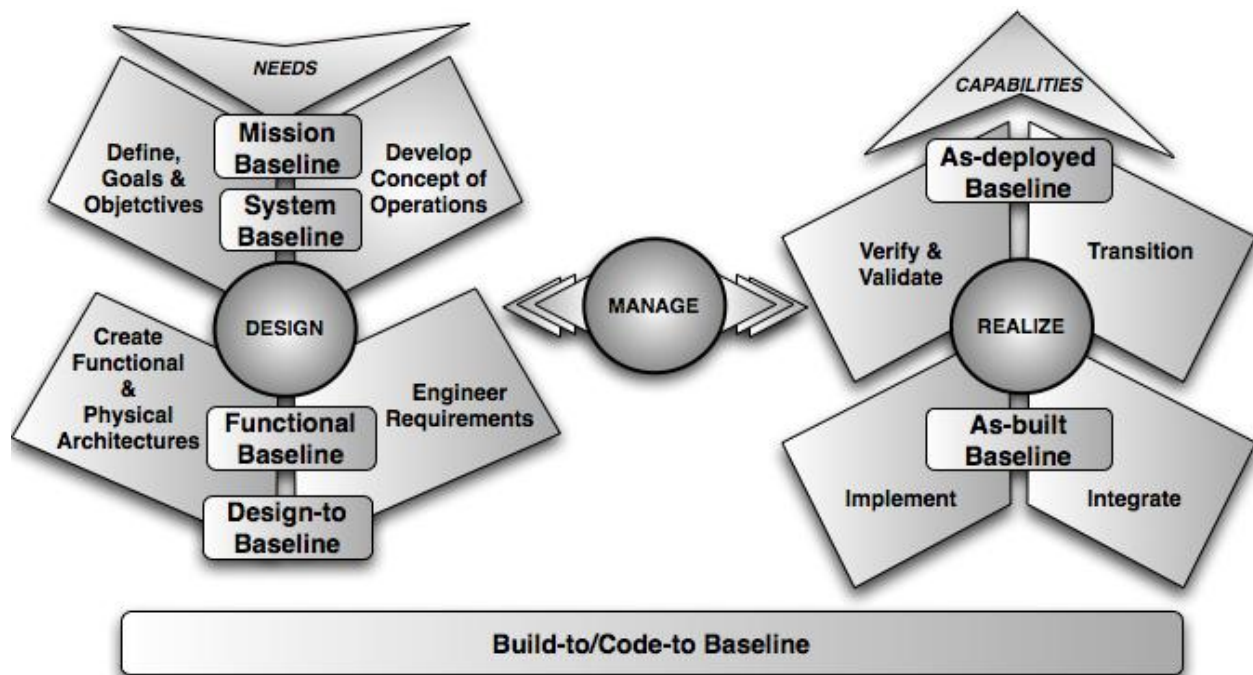 NEEDS
Define,
Goals &
Objetctives
Mission
Baseline
System
Baseline
Develop
Concept of
Operations
DESIGN
Create
Functional
&
Physical
Architectures
Functional
Baseline
Design-to
Baseline
Engineer
Requirements
MANAGE
CAPABILITIES
As-deployed
Baseline
Verify &
Validate
Transition
REALIZE
As-built
Baseline
Implement
Integrate
Build-to/Code-to Baseline